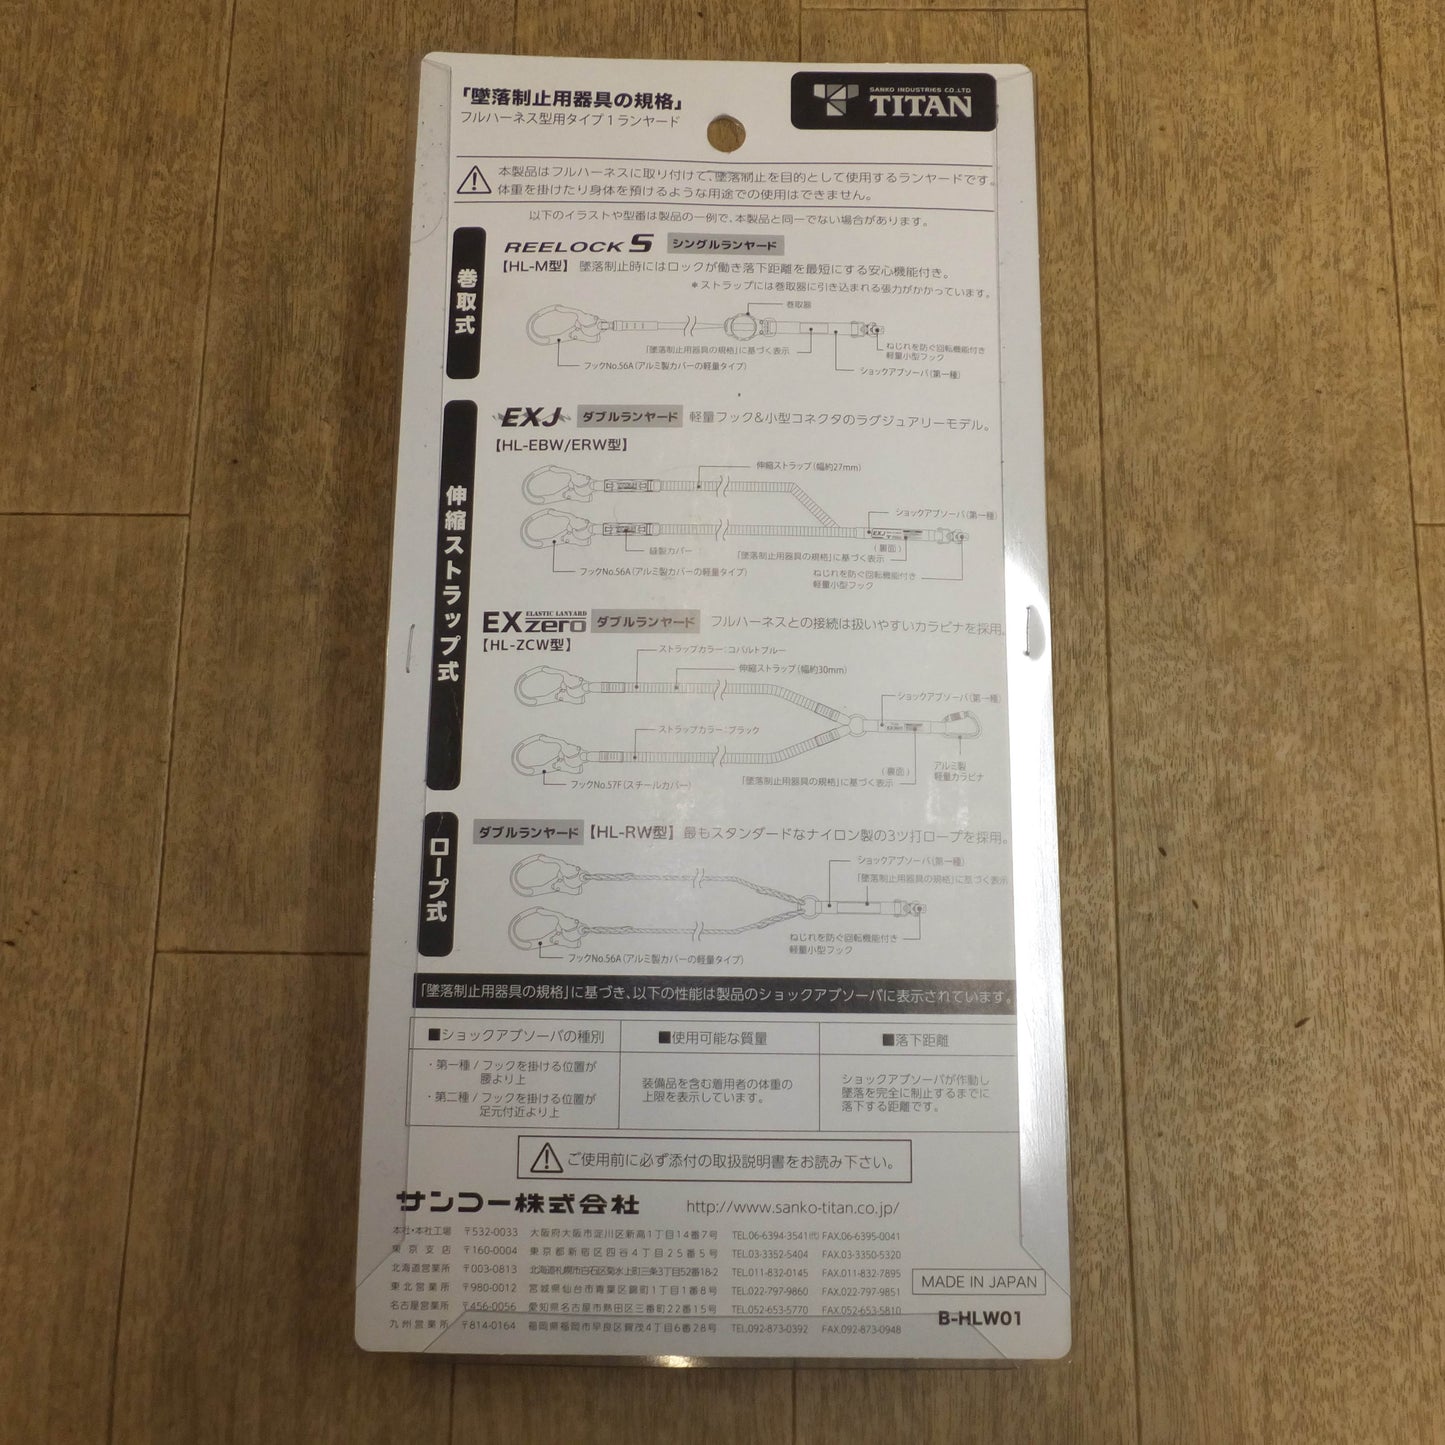 「墜落制止用器具の規格」
フルハーネス型用タイプ1ランヤード
SANKO INDUSTRIES CO.,LTD
TITAN
本製品はフルハーネスに取り付けて、墜落制止を目的として使用するランヤードです。
体重を掛けたり身体を預けるような用途での使用はできません。
以下のイラストや型番は製品の一例で、本製品と同一でない場合があります。
巻取式
REELOCK S シングルランヤード
【HL-M型】 墜落制止時にはロックが働き落下距離を最短にする安心機能付き。
＊ストラップには巻取器に引き込まれる張力がかかっています。
巻取器
「墜落制止用器具の規格」に基づく表示
ねじれを防ぐ回転機能付き
軽量小型フック
フックNo.56A（アルミ製カバーの軽量タイプ）
ショックアブソーバ（第一種）
伸縮ストラップ式
EXJ ダブルランヤード 軽量フック&小型コネクタのラグジュアリーモデル。
【HL-EBW/ERW型】
伸縮ストラップ（幅約27mm）
ショックアブソーバ（第一種）
EXJ
縫製カバー
（裏面）
「墜落制止用器具の規格」に基づく表示
フックNo.56A（アルミ製カバーの軽量タイプ）
ねじれを防ぐ回転機能付き
軽量小型フック
EX ELASTIC LANYARD zero ダブルランヤード フルハーネスとの接続は扱いやすいカラビナを採用。
【HL-ZCW型】
ストラップカラー：コバルトブルー
伸縮ストラップ（幅約30mm）
ショックアブソーバ（第一種）
ストラップカラー：ブラック
アルミ製
軽量カラビナ
（裏面）
「墜落制止用器具の規格」に基づく表示
フックNo.57F（スチールカバー）
ロープ式
ダブルランヤード 【HL-RW型】 最もスタンダードなナイロン製の3ツ打ロープを採用。
ショックアブソーバ（第一種）
「墜落制止用器具の規格」に基づく表示
ねじれを防ぐ回転機能付き
軽量小型フック
フックNo.56A（アルミ製カバーの軽量タイプ）
「墜落制止用器具の規格」に基づき、以下の性能は製品のショックアブソーバに表示されています。
■ショックアブソーバの種別
・第一種 / フックを掛ける位置が
腰より上
・第二種 / フックを掛ける位置が
足元付近より上
■使用可能な質量
装備品を含む着用者の体重の
上限を表示しています。
■落下距離
ショックアブソーバが作動し
墜落を完全に制止するまでに
落下する距離です。
ご使用前に必ず添付の取扱説明書をお読み下さい。
サンコー株式会社 http://www.sanko-titan.co.jp/
本社・本社工場 〒532-0033 大阪府大阪市淀川区新高1丁目14番7号 TEL.06-6394-3541㈹ FAX.06-6395-0041
東京支店 〒160-0004 東京都新宿区四谷4丁目25番5号 TEL.03-3352-5404 FAX.03-3350-5320
北海道営業所 〒003-0813 北海道札幌市白石区菊水上町三条3丁目52番18-2 TEL.011-832-0145 FAX.011-832-7895
東北営業所 〒980-0012 宮城県仙台市青葉区錦町1丁目1番8号 TEL.022-797-9860 FAX.022-797-9851
名古屋営業所 〒456-0056 愛知県名古屋市熱田区三番町22番15号 TEL.052-653-5770 FAX.052-653-5810
九州営業所 〒814-0164 福岡県福岡市早良区賀茂4丁目6番28号 TEL.092-873-0392 FAX.092-873-0948
MADE IN JAPAN
B-HLW01